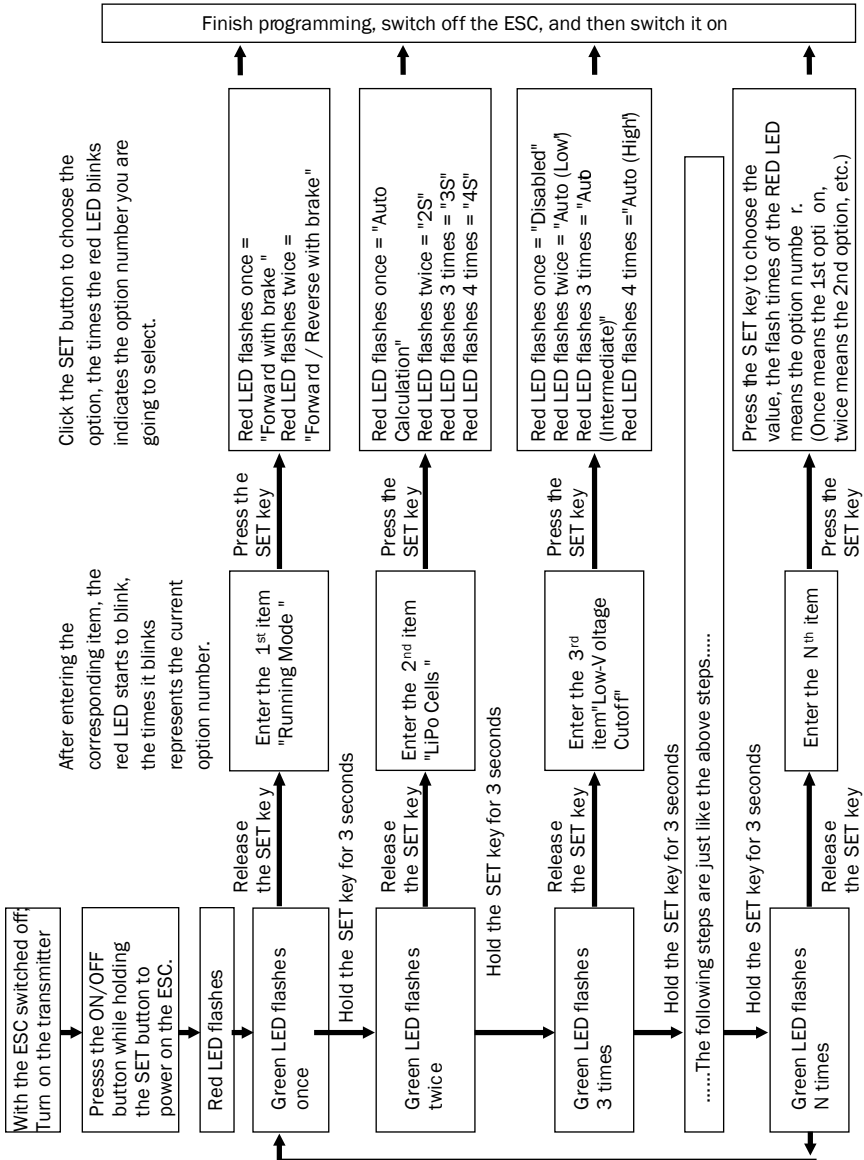 With the ESC switched off;
Turn on the transmitter
Presss the ON/OFF
button while holding
the SET button to
power on the ESC.
Red LED flashes
After entering the
corresponding item, the
red LED starts to blink,
the times it blinks
represents the current
option number.
Click the SET button to choose the
option, the times the red LED blinks
indicates the option number you are
going to select.
Green LED flashes
once
Release
the SET key
Enter the 1st item
"Running Mode "
Press the
SET key
Red LED flashes once =
"Forward with brake "
Red LED flashes twice =
"Forward / Reverse with brake"
Hold the SET key for 3 seconds
Green LED flashes
twice
Release
the SET key
Enter the 2nd item
"LiPo Cells "
Press the
SET key
Red LED flashes once = "Auto
Calculation"
Red LED flashes twice = "2S"
Red LED flashes 3 times = "3S"
Red LED flashes 4 times = "4S"
Hold the SET key for 3 seconds
Green LED flashes
3 times
Release
the SET key
Enter the 3rd
item"Low-Voltage
Cutoff"
Press the
SET key
Red LED flashes once = "Disabled"
Red LED flashes twice = "Auto (Low)
Red LED flashes 3 times = "Auto
(Intermediate)"
Red LED flashes 4 times ="Auto (High)"
Hold the SET key for 3 seconds
......The following steps are just like the above steps.....
Hold the SET key for 3 seconds
Green LED flashes
N times
Release
the SET key
Enter the Nth item
Press the
SET key
Press the SET key to choose the
value, the flash times of the RED LED
means the option number.
(Once means the 1st option,
twice means the 2nd option, etc.)
Finish programming, switch off the ESC, and then switch it on